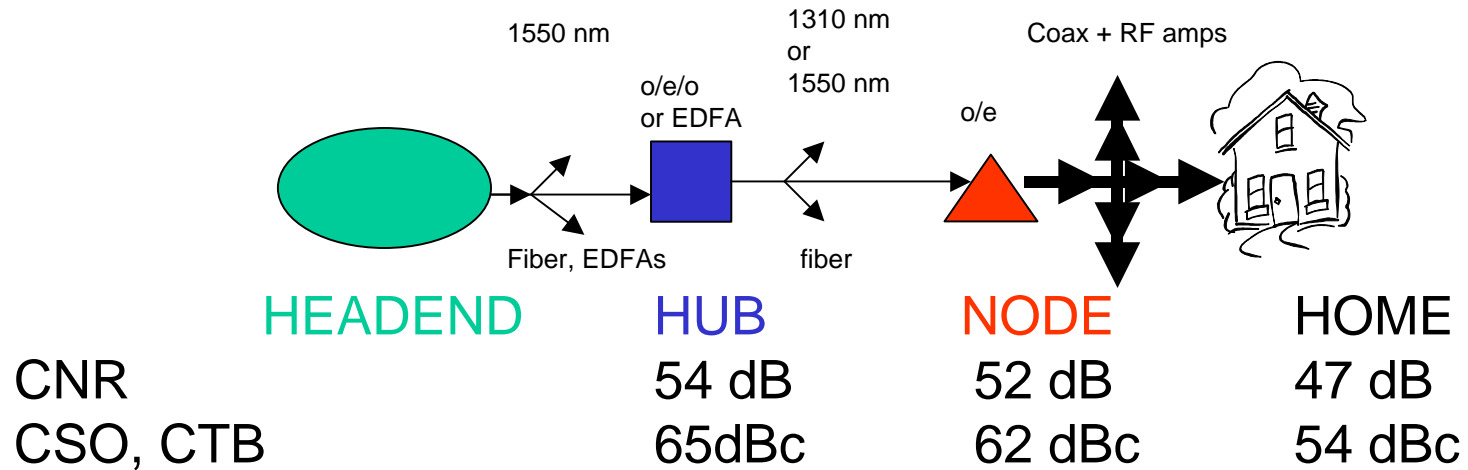 1550 nm
1310 nm
or
1550 nm
Coax + RF amps
o/e/o
or EDFA
o/e
Fiber, EDFAs
fiber
HEADEND HUB NODE HOME
CNR 54 dB 52 dB 47 dB
CSO, CTB 65dBc 62 dBc 54 dBc